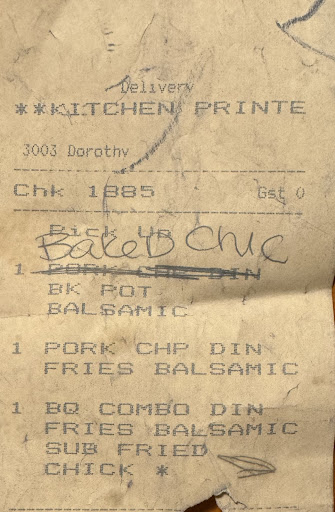 Delivery
**KITCHEN PRINTE
3003 Dorothy
Chk 1885 Gst 0
Pick Up
BakeD Chic
1 PORK CHP DIN
BK POT
BALSAMIC
1 PORK CHP DIN
FRIES BALSAMIC
1 BQ COMBO DIN
FRIES BALSAMIC
SUB FRIED
CHICK *